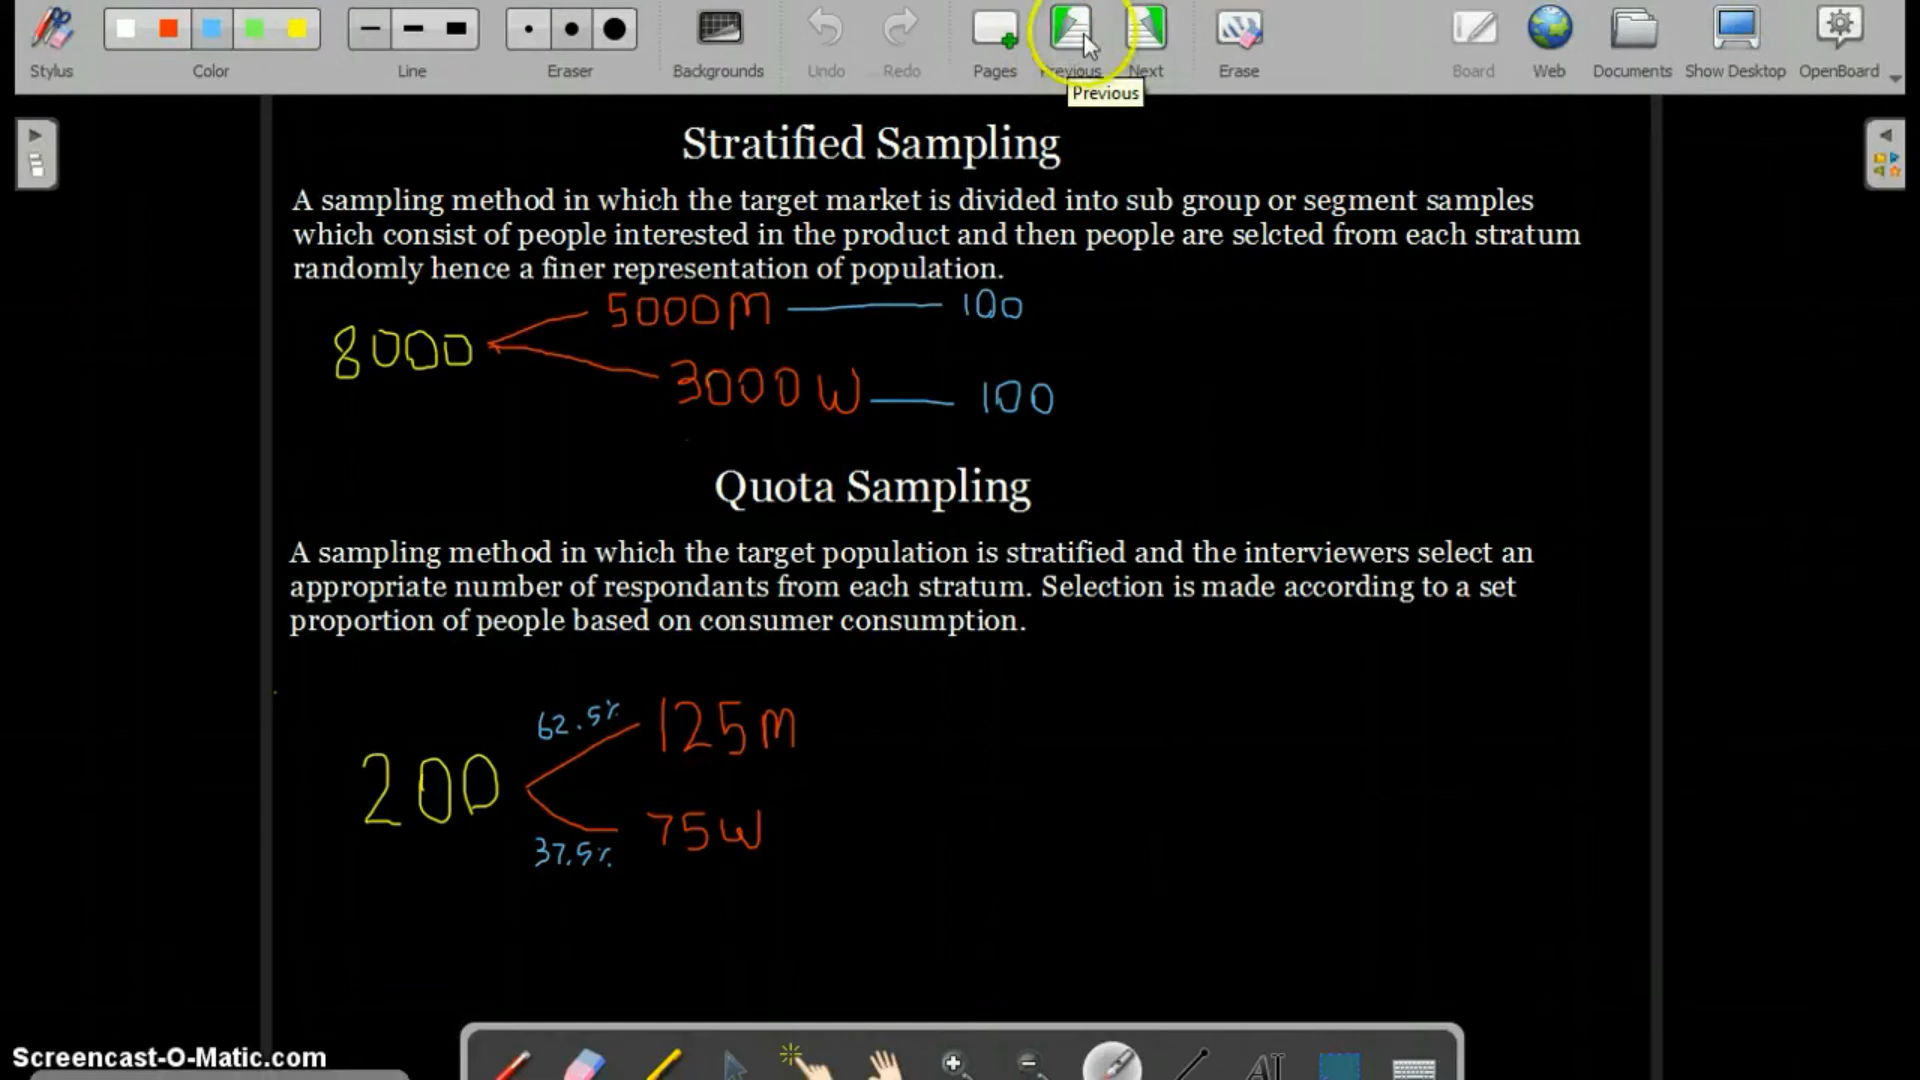 Stylus
Color
Line
Eraser
Backgrounds
Undo
Redo
Pages
Previous
Next
Erase
Board
Web
Documents
Show Desktop
OpenBoard
Previous
Stratified Sampling
A sampling method in which the target market is divided into sub group or segment samples
which consist of people interested in the product and then people are selcted from each stratum
randomly hence a finer representation of population.
5000M 100
8000
3000W 100
Quota Sampling
A sampling method in which the target population is stratified and the interviewers select an
appropriate number of respondants from each stratum. Selection is made according to a set
proportion of people based on consumer consumption.
62.5% 125M
200
75W
37.5%
Screencast-O-Matic.com